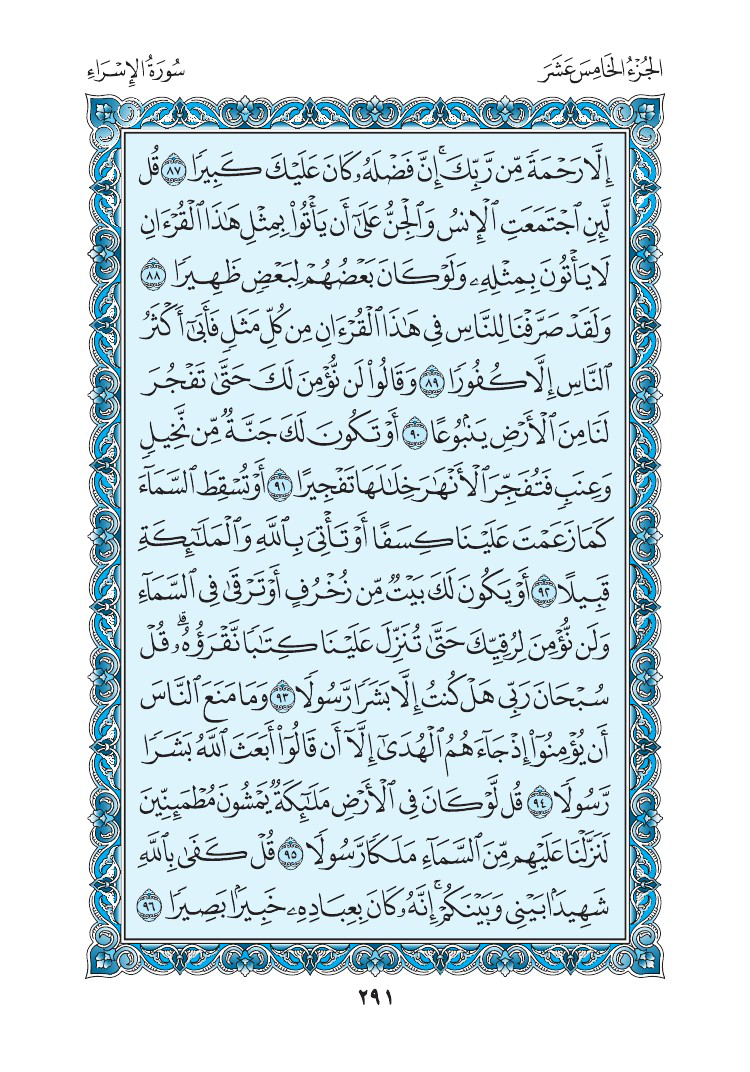 الجُزْءُ الخَامِسَ عَشَرَ
سُورَةُ الإِسْرَاءِ
إِلَّا رَحْمَةً مِّن رَّبِّكَ ۚ إِنَّ فَضْلَهُۥ كَانَ عَلَيْكَ كَبِيرًا ٨٧ قُل
لَّئِنِ ٱجْتَمَعَتِ ٱلْإِنسُ وَٱلْجِنُّ عَلَىٰٓ أَن يَأْتُوا۟ بِمِثْلِ هَٰذَا ٱلْقُرْءَانِ
لَا يَأْتُونَ بِمِثْلِهِۦ وَلَوْ كَانَ بَعْضُهُمْ لِبَعْضٍ ظَهِيرًا ٨٨
وَلَقَدْ صَرَّفْنَا لِلنَّاسِ فِى هَٰذَا ٱلْقُرْءَانِ مِن كُلِّ مَثَلٍ فَأَبَىٰٓ أَكْثَرُ
ٱلنَّاسِ إِلَّا كُفُورًا ٨٩ وَقَالُوا۟ لَن نُّؤْمِنَ لَكَ حَتَّىٰ تَفْجُرَ
لَنَا مِنَ ٱلْأَرْضِ يَنۢبُوعًا ٩٠ أَوْ تَكُونَ لَكَ جَنَّةٌ مِّن نَّخِيلٍ
وَعِنَبٍ فَتُفَجِّرَ ٱلْأَنْهَٰرَ خِلَٰلَهَا تَفْجِيرًا ٩١ أَوْ تُسْقِطَ ٱلسَّمَآءَ
كَمَا زَعَمْتَ عَلَيْنَا كِسَفًا أَوْ تَأْتِىَ بِٱللَّهِ وَٱلْمَلَٰٓئِكَةِ
قَبِيلًا ٩٢ أَوْ يَكُونَ لَكَ بَيْتٌ مِّن زُخْرُفٍ أَوْ تَرْقَىٰ فِى ٱلسَّمَآءِ
وَلَن نُّؤْمِنَ لِرُقِيِّكَ حَتَّىٰ تُنَزِّلَ عَلَيْنَا كِتَٰبًا نَّقْرَؤُهُۥ ۗ قُلْ
سُبْحَانَ رَبِّى هَلْ كُنتُ إِلَّا بَشَرًا رَّسُولًا ٩٣ وَمَا مَنَعَ ٱلنَّاسَ
أَن يُؤْمِنُوٓا۟ إِذْ جَآءَهُمُ ٱلْهُدَىٰٓ إِلَّآ أَن قَالُوٓا۟ أَبَعَثَ ٱللَّهُ بَشَرًا
رَّسُولًا ٩٤ قُل لَّوْ كَانَ فِى ٱلْأَرْضِ مَلَٰٓئِكَةٌ يَمْشُونَ مُطْمَئِنِّينَ
لَنَزَّلْنَا عَلَيْهِم مِّنَ ٱلسَّمَآءِ مَلَكًا رَّسُولًا ٩٥ قُلْ كَفَىٰ بِٱللَّهِ
شَهِيدًۢا بَيْنِى وَبَيْنَكُمْ ۚ إِنَّهُۥ كَانَ بِعِبَادِهِۦ خَبِيرًۢا بَصِيرًا ٩٦
٢٩١